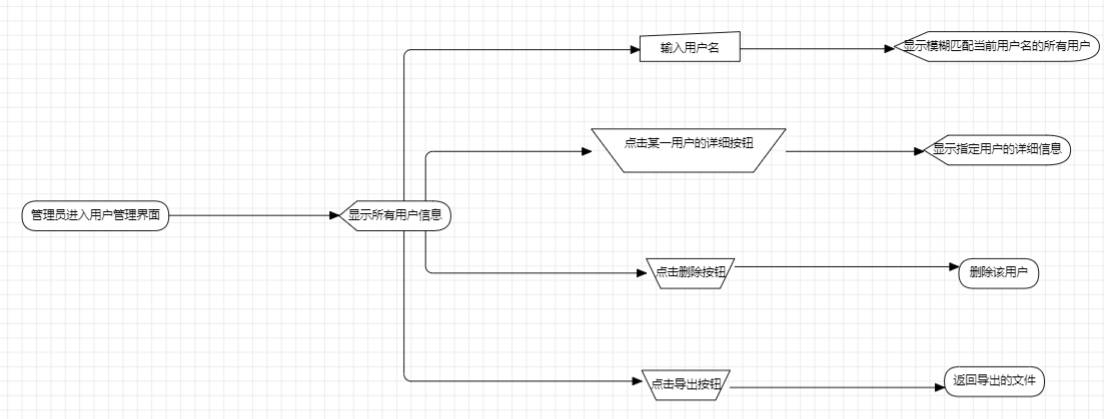 输入用户名
显示模糊匹配当前用户名的所有用户
点击某一用户的详细按钮
显示指定用户的详细信息
管理员进入用户管理界面
显示所有用户信息
点击删除按钮
删除该用户
点击导出按钮
返回导出的文件